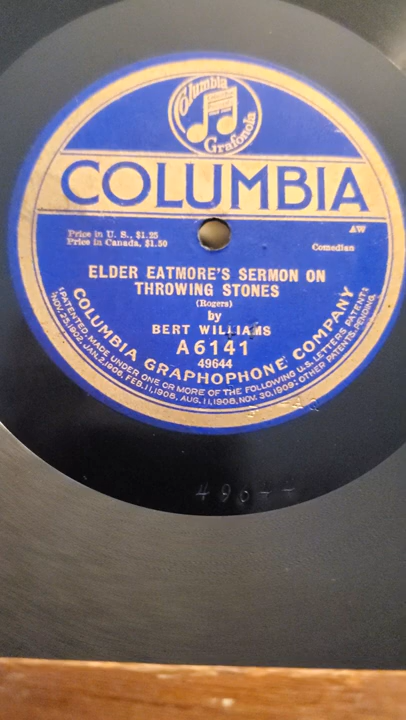 Columbia
Grafonola
COLUMBIA
Price in U. S., $1.25
Price in Canada, $1.50
AW
Comedian
ELDER EATMORE'S SERMON ON
THROWING STONES
(Rogers)
by
BERT WILLIAMS
A6141
49644
COLUMBIA GRAPHOPHONE COMPANY
(PATENTED, MADE UNDER ONE OR MORE OF THE FOLLOWING U.S. LETTERS PATENT:
NOV. 25, 1902, JAN. 2, 1906, FEB. 11, 1908, AUG. 11, 1908, NOV. 30, 1909: OTHER PATENTS PENDING.